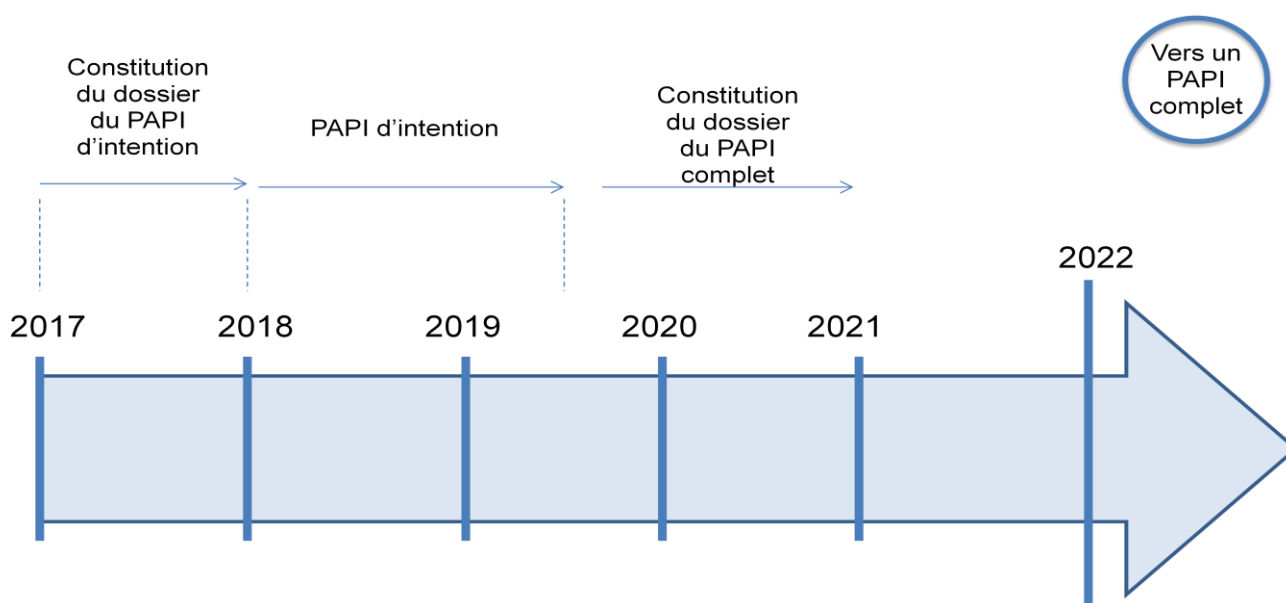 Constitution
du dossier
du PAPI
d'intention
PAPI d'intention
Constitution
du dossier
du PAPI
complet
Vers un
PAPI
complet
2017
2018
2019
2020
2021
2022